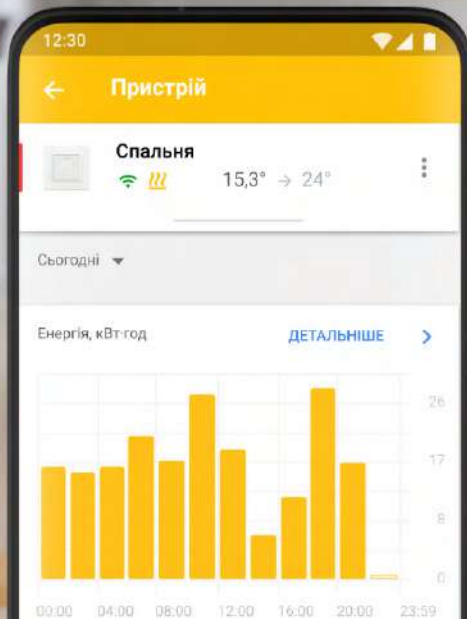 12:30
Пристрій
Спальня
15,3° → 24°
Сьогодні
Енергія, кВт·год ДЕТАЛЬНІШЕ
26
17
8
0
00:00 04:00 08:00 12:00 16:00 20:00 23:59